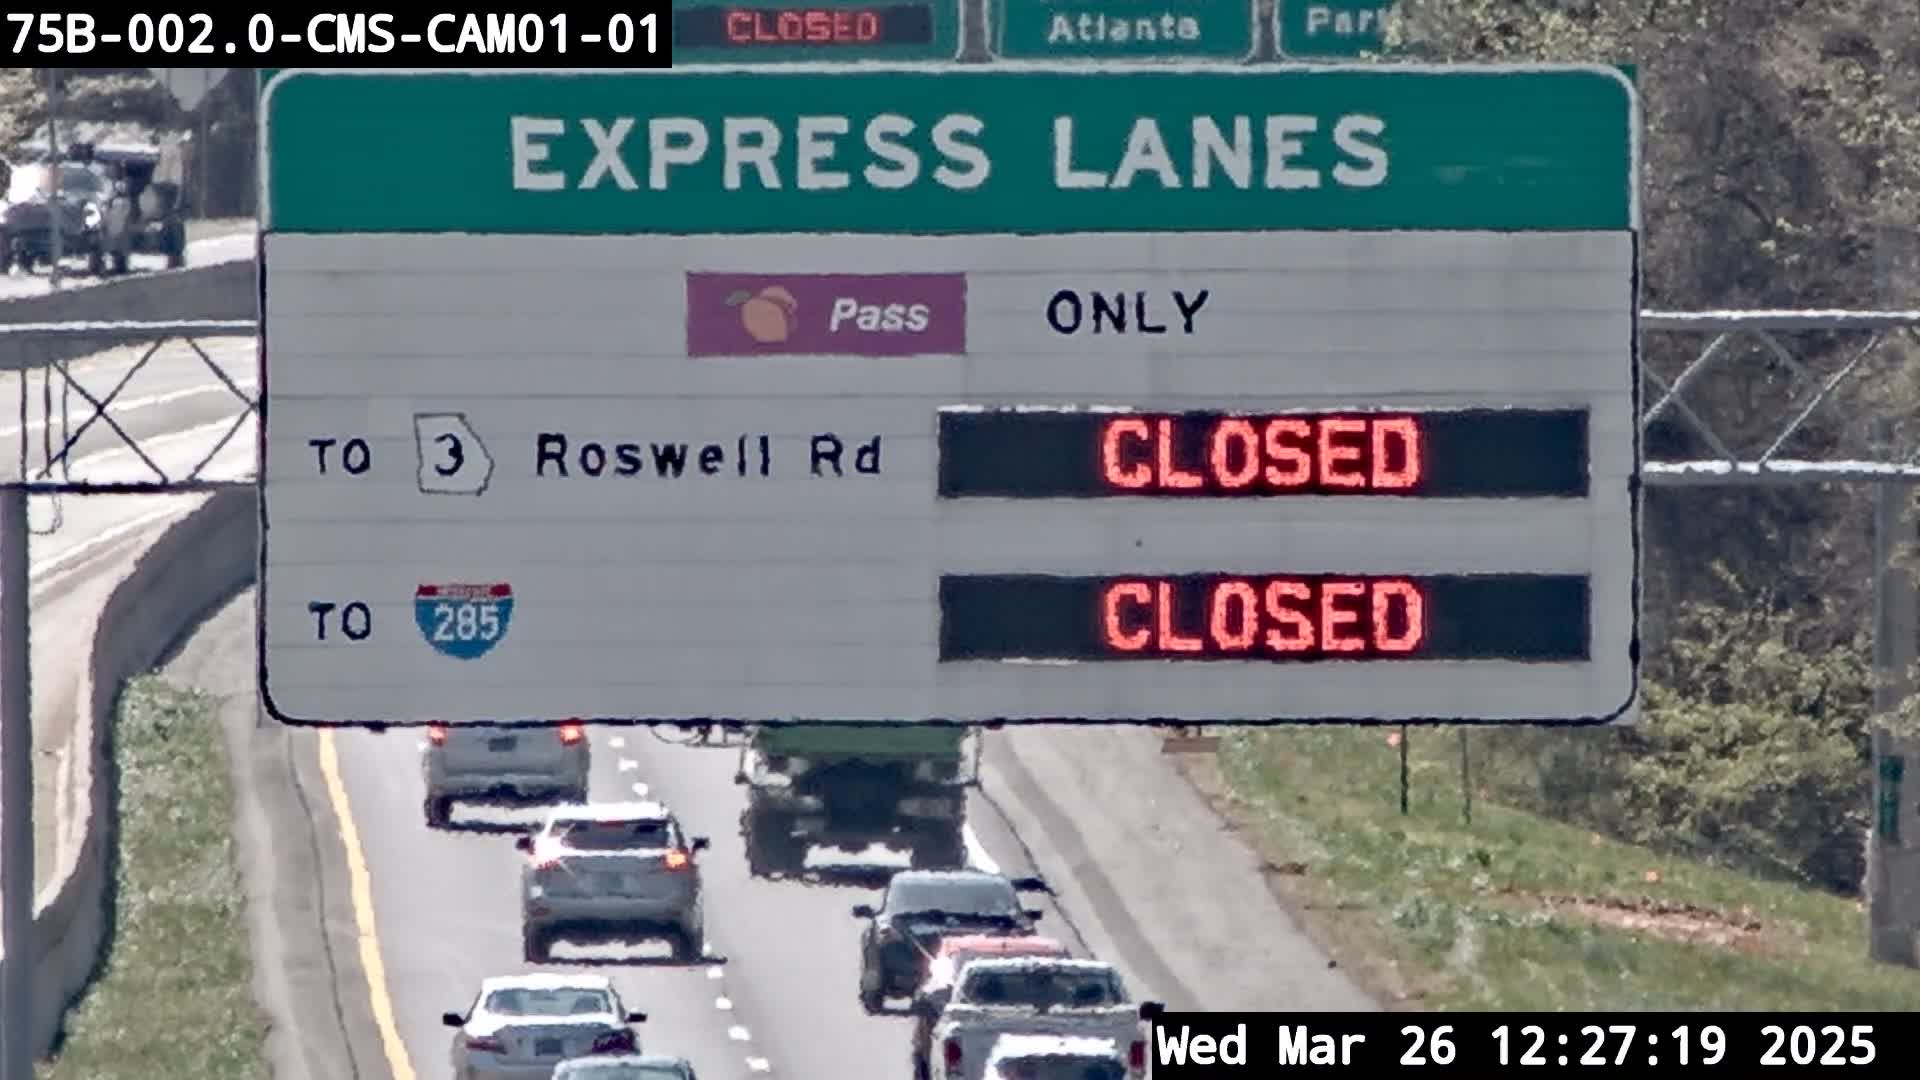 75B-002.0-CMS-CAM01-01
CLOSED
Atlanta
Park
EXPRESS LANES
Pass ONLY
TO 3 Roswell Rd CLOSED
TO 285 CLOSED
Wed Mar 26 12:27:19 2025